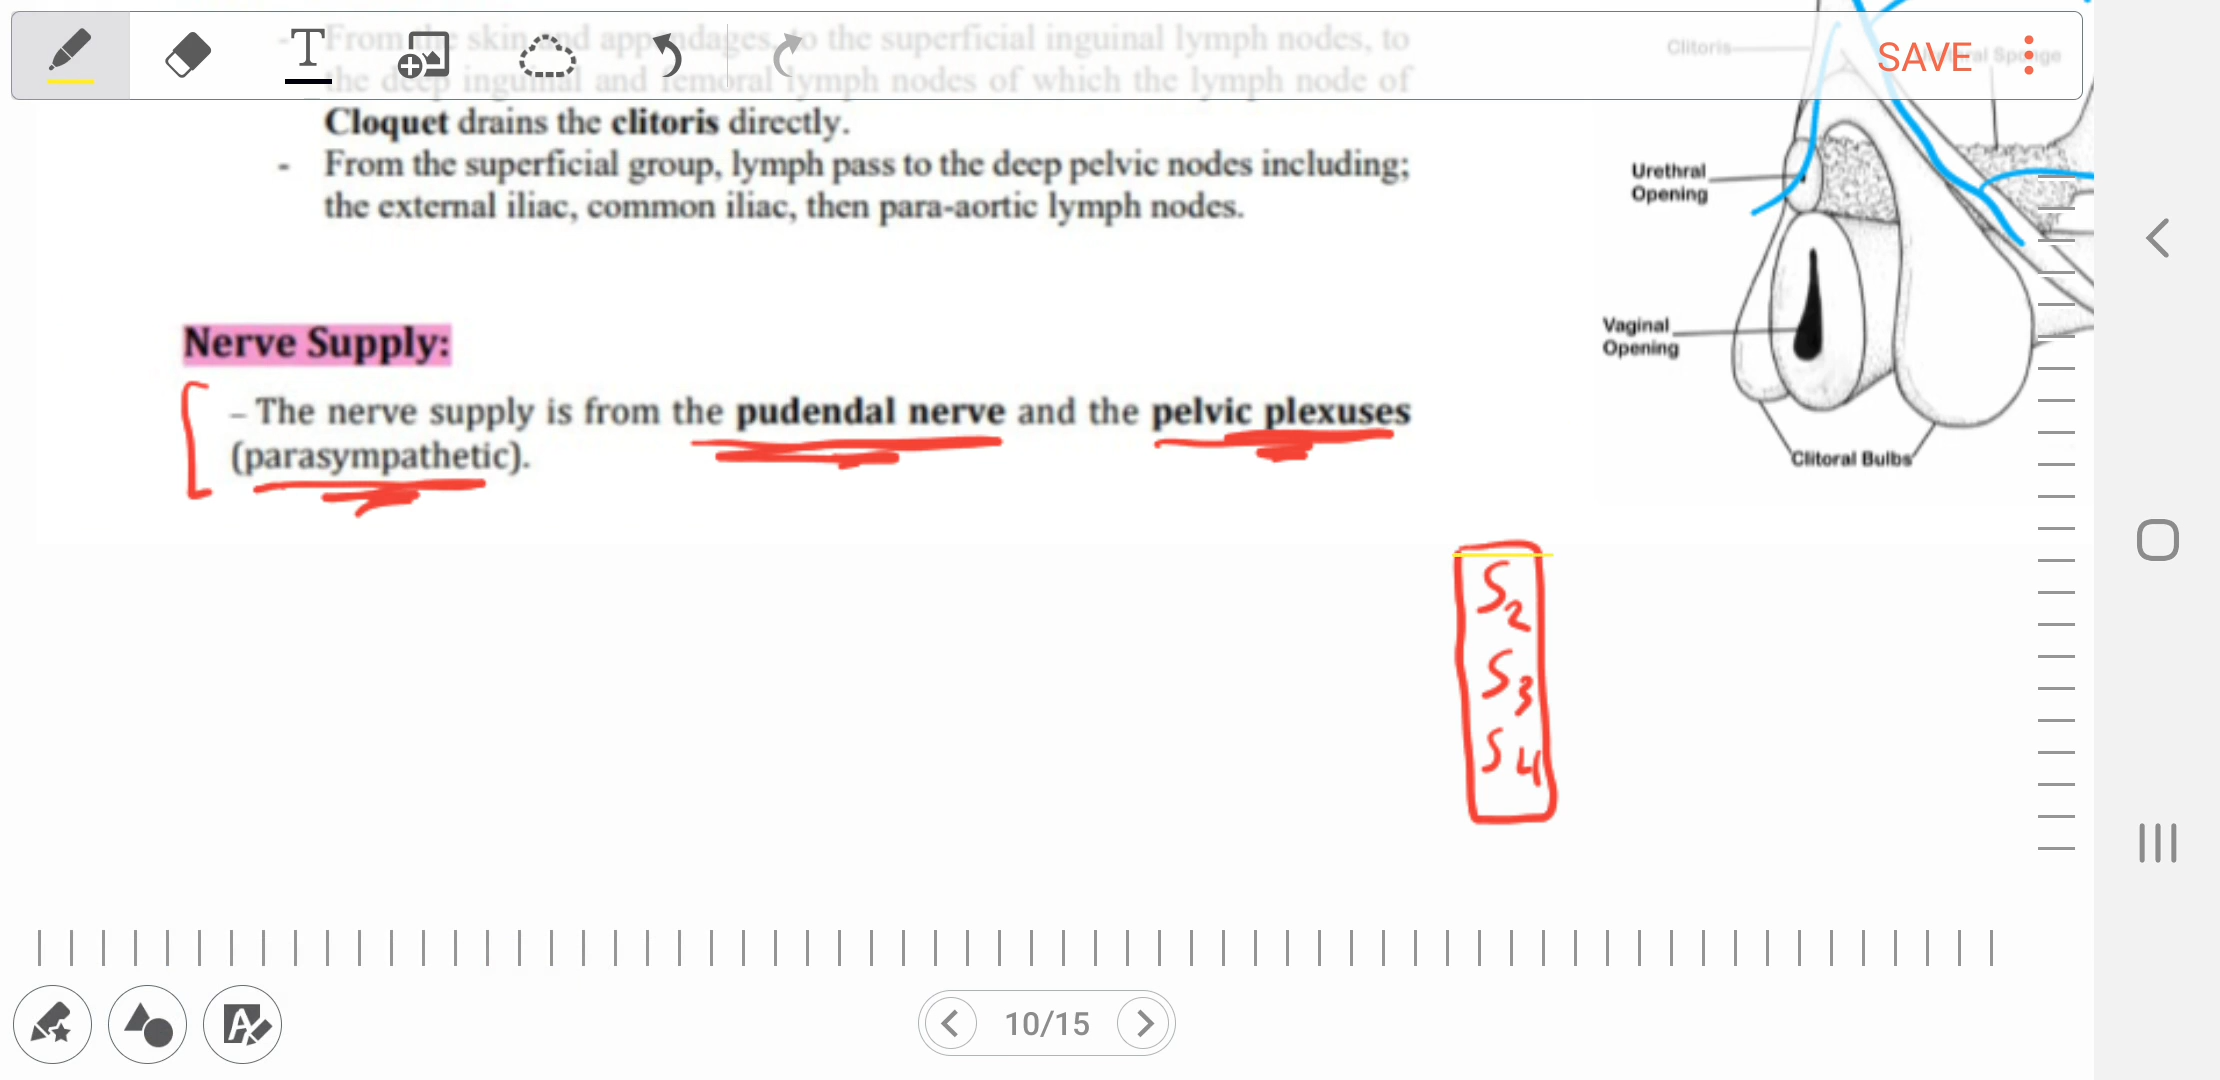 - From the skin and appendages, to the superficial inguinal lymph nodes, to
the deep inguinal and femoral lymph nodes of which the lymph node of
Cloquet drains the clitoris directly.
- From the superficial group, lymph pass to the deep pelvic nodes including;
the external iliac, common iliac, then para-aortic lymph nodes.
T
SAVE
Clitoris
Urethral
Opening
Vaginal
Opening
Clitoral Bulbs
Nerve Supply:
– The nerve supply is from the pudendal nerve and the pelvic plexuses
(parasympathetic).
S2
S3
S4
A
10/15